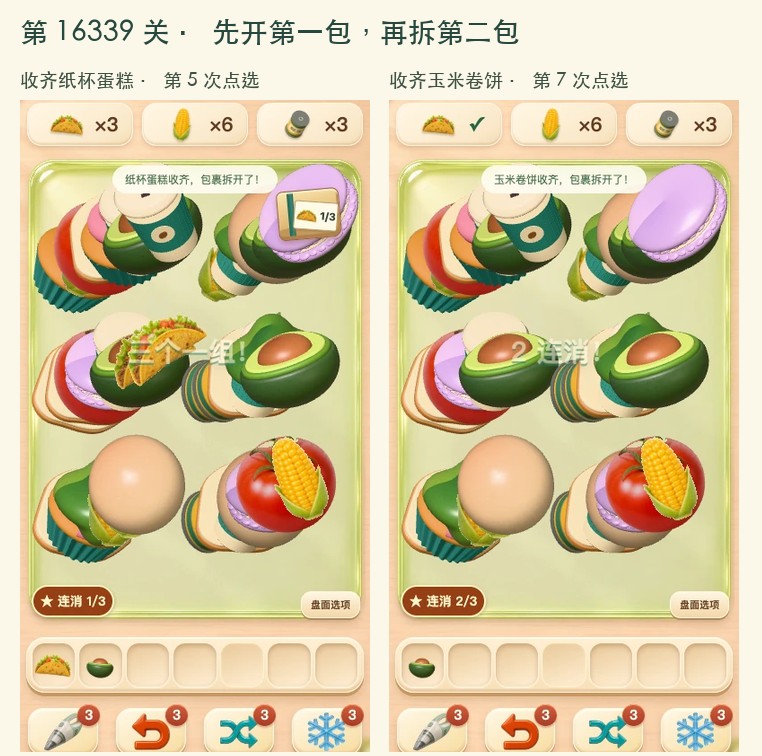 第 16339 关 · 先开第一包，再拆第二包
收齐纸杯蛋糕 · 第 5 次点选
×3
×6
×3
纸杯蛋糕收齐，包裹拆开了！
1/3
三个一组！
★ 连消 1/3
盘面选项
3
3
3
3
收齐玉米卷饼 · 第 7 次点选
✓
×6
×3
玉米卷饼收齐，包裹拆开了！
2 连消！
★ 连消 2/3
盘面选项
3
3
3
3